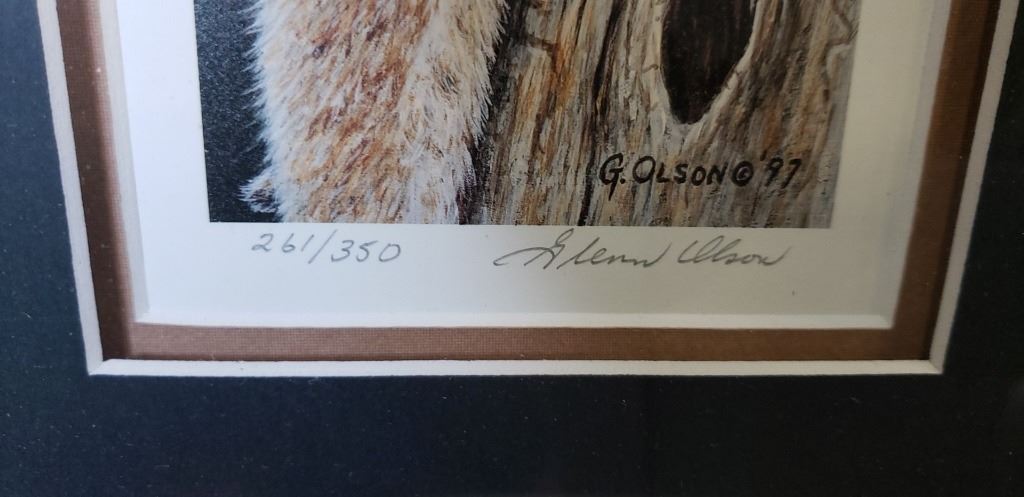 G. OLSON © '97
261/350 Glenn Olson